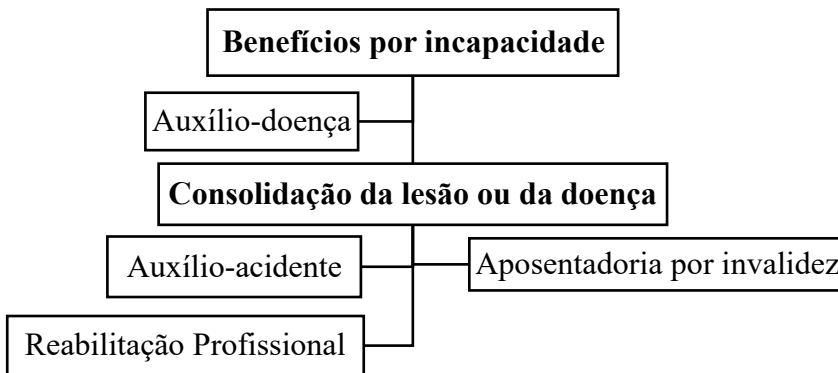 Benefícios por incapacidade
Auxílio-doença
Consolidação da lesão ou da doença
Auxílio-acidente
Aposentadoria por invalidez
Reabilitação Profissional